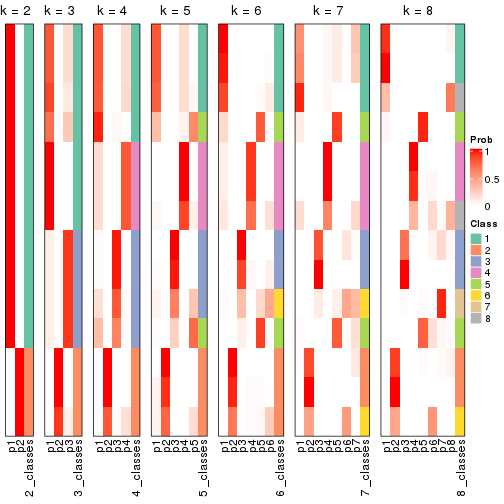 k = 2 k = 3 k = 4 k = 5 k = 6 k = 7 k = 8
Prob
1
0.5
0
Class
1
2
3
4
5
6
7
8
p1 p2 2_classes p1 p2 p3 3_classes p1 p2 p3 p4 4_classes p1 p2 p3 p4 p5 5_classes p1 p2 p3 p4 p5 p6 6_classes p1 p2 p3 p4 p5 p6 p7 7_classes p1 p2 p3 p4 p5 p6 p7 p8 8_classes